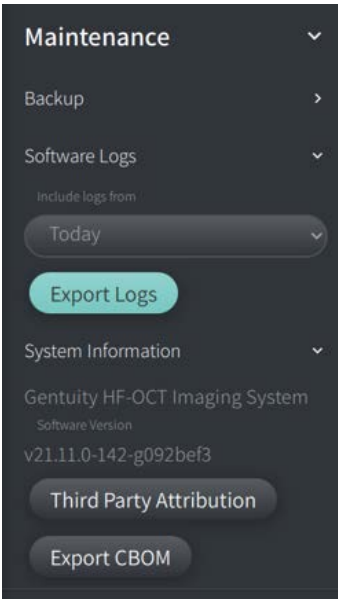 Maintenance
Backup
Software Logs
Include logs from
Today
Export Logs
System Information
Gentuity HF-OCT Imaging System
Software Version
v21.11.0-142-g092bef3
Third Party Attribution
Export CBOM